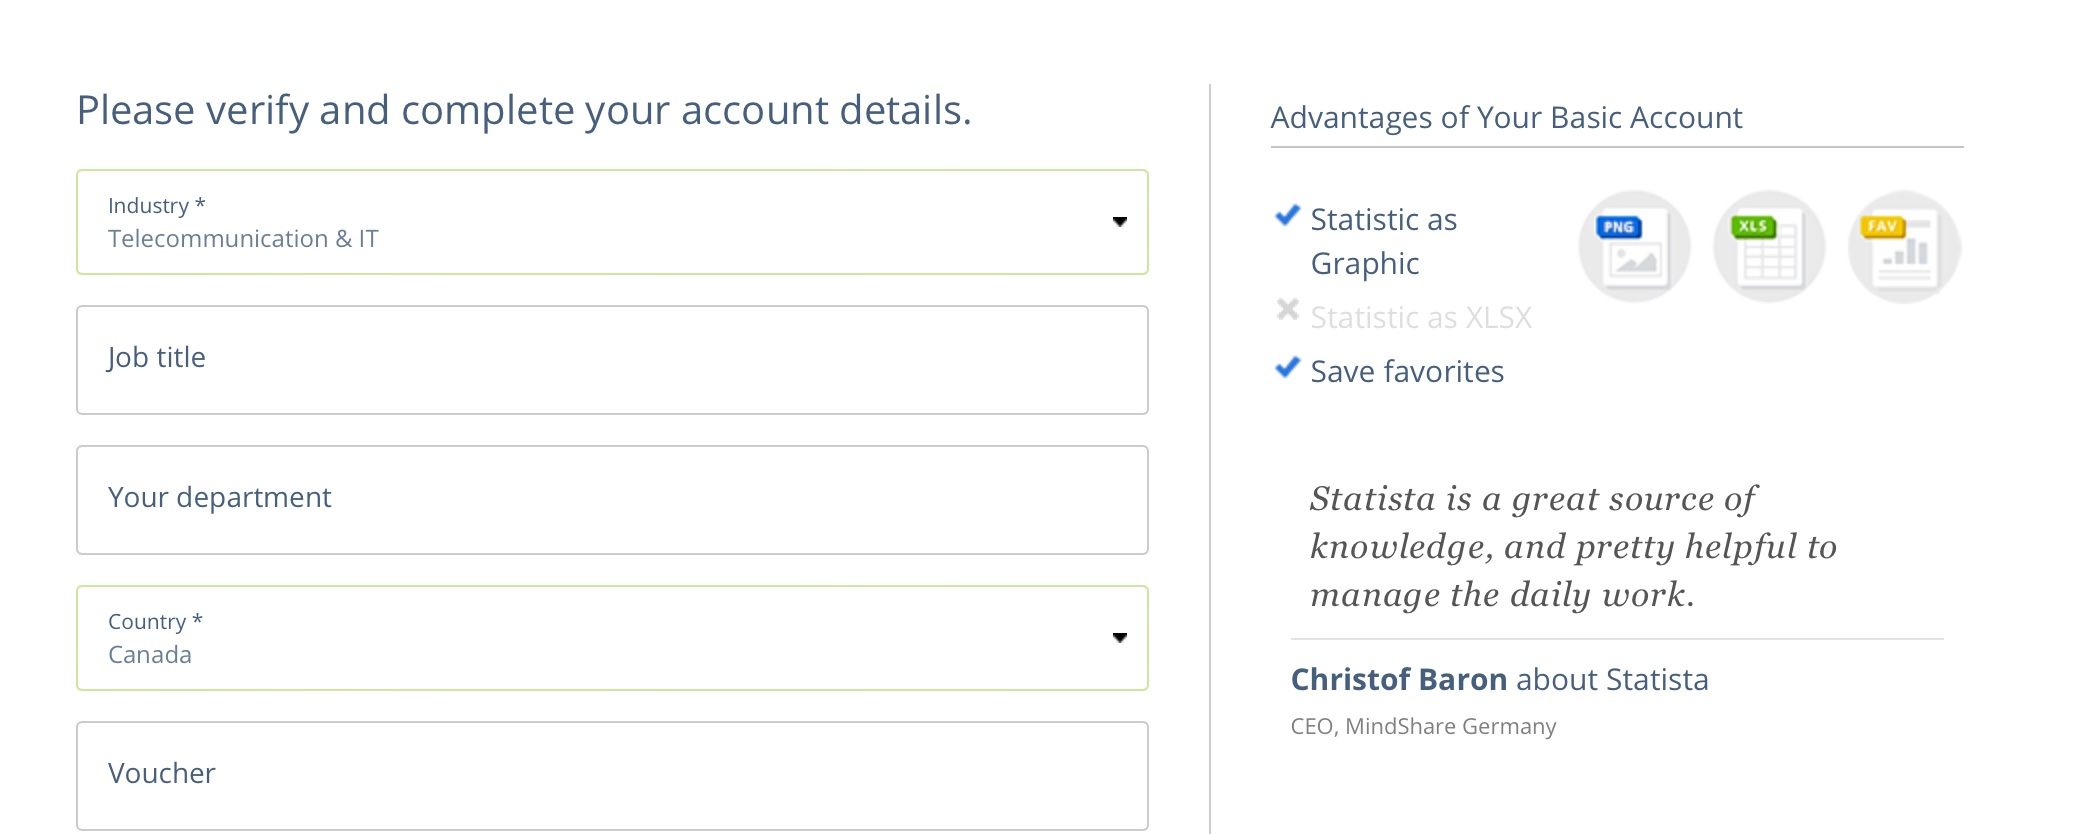 Please verify and complete your account details.
Industry *
Telecommunication & IT
Job title
Your department
Country *
Canada
Voucher
Advantages of Your Basic Account
Statistic as
Graphic
Statistic as XLSX
Save favorites
PNG
XLS
FAV
Statista is a great source of
knowledge, and pretty helpful to
manage the daily work.
Christof Baron about Statista
CEO, MindShare Germany